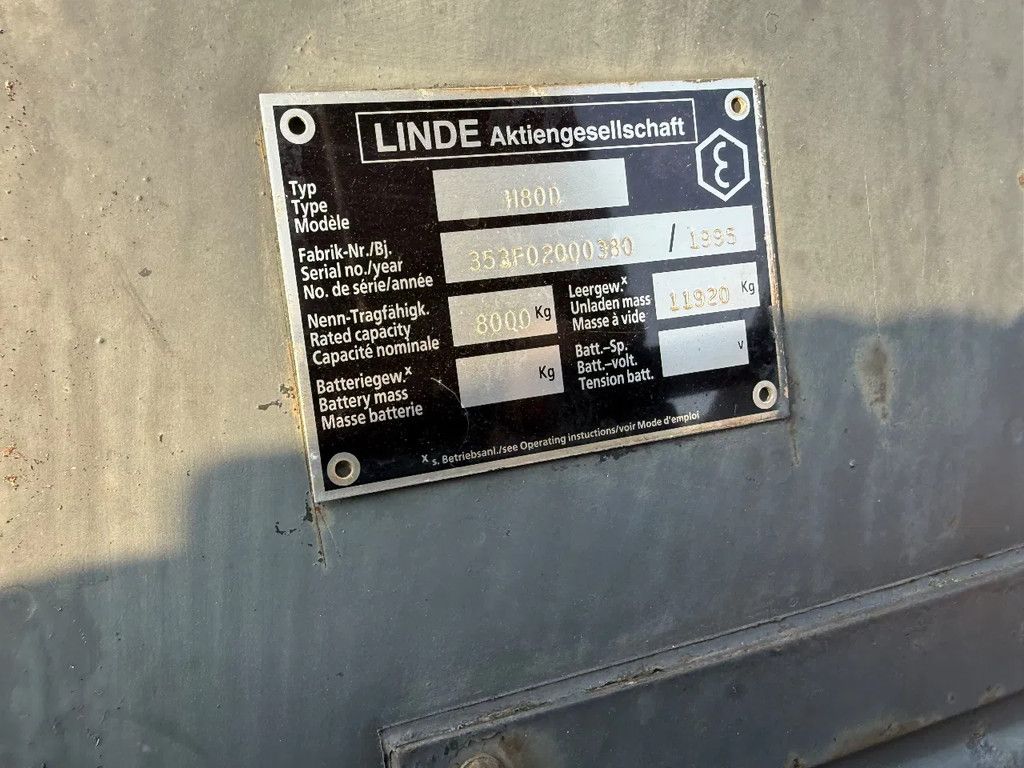 LINDE Aktiengesellschaft
Typ
Type
Modèle
H80D
Fabrik-Nr./Bj.
Serial no./year
No. de série/année
352F02000380 / 1995
Nenn-Tragfähigk.
Rated capacity
Capacité nominale
8000 Kg
Leergew.x
Unladen mass
Masse à vide
11920 Kg
Batteriegew.x
Battery mass
Masse batterie
Kg
Batt.-Sp.
Batt.-volt.
Tension batt.
V
x s. Betriebsanl./see Operating instuctions/voir Mode d'emploi